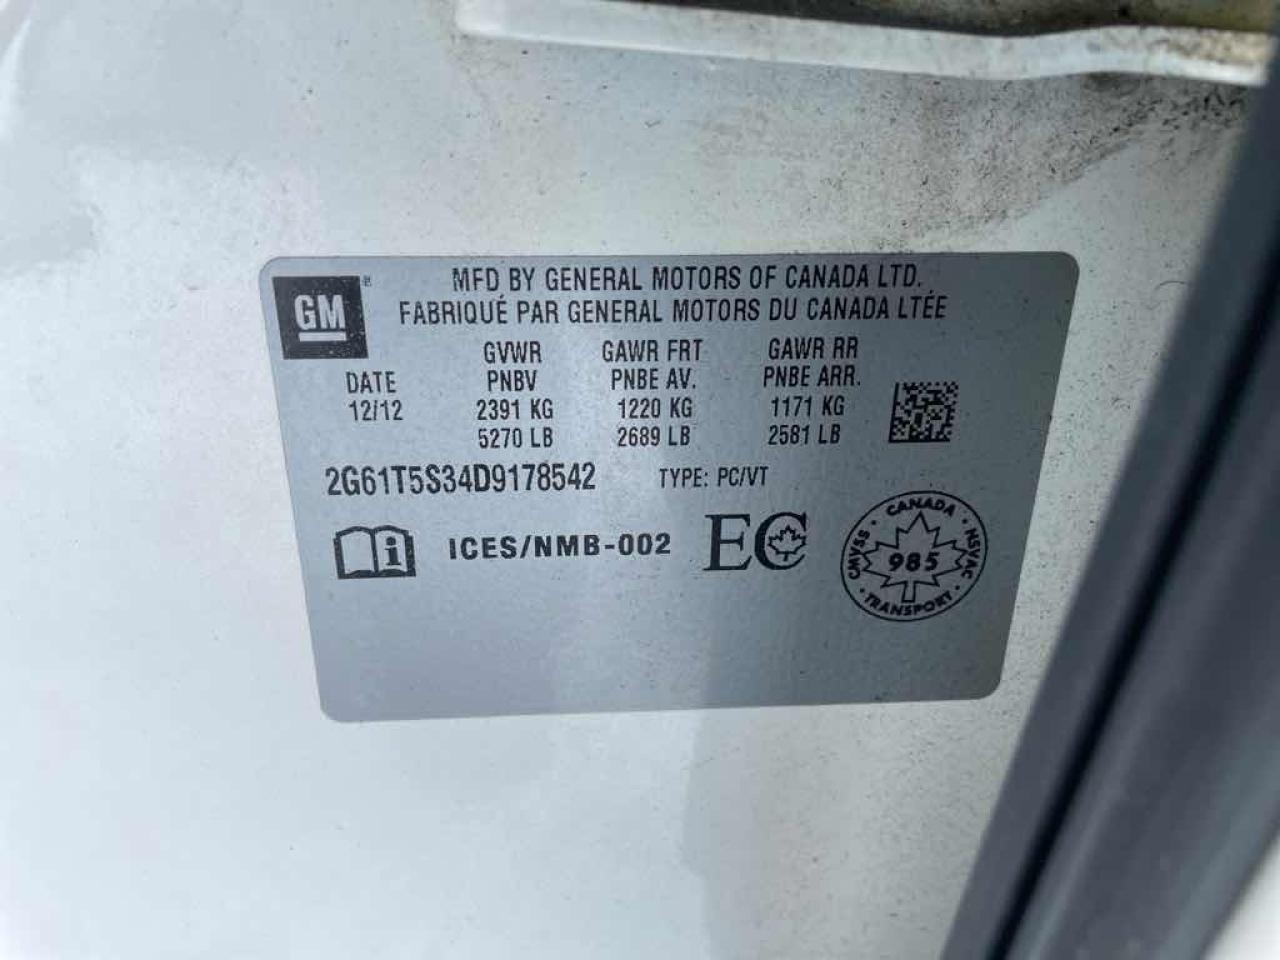 GM
MFD BY GENERAL MOTORS OF CANADA LTD.
FABRIQUÉ PAR GENERAL MOTORS DU CANADA LTÉE
GVWR GAWR FRT GAWR RR
DATE PNBV PNBE AV. PNBE ARR.
12/12 2391 KG 1220 KG 1171 KG
5270 LB 2689 LB 2581 LB
2G61T5S34D9178542 TYPE: PC/VT
i ICES/NMB-002 EC
CANADA
CMVSS · NSVAC
985
TRANSPORT